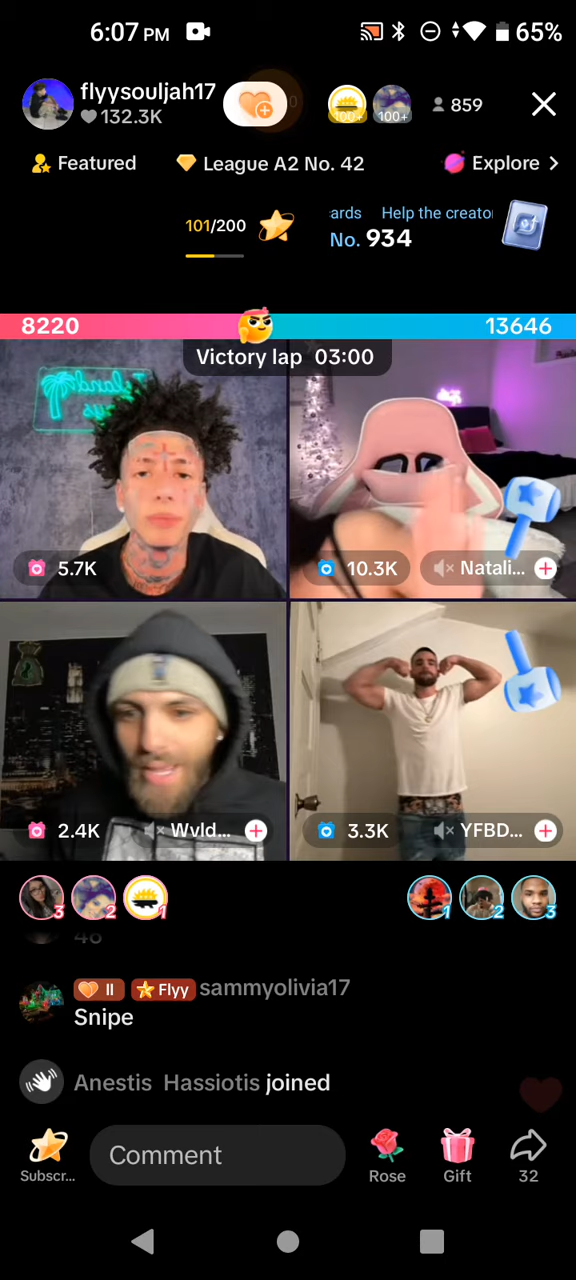 6:07 PM
65%
flyysouljah17
132.3K
100+
100+
859
Featured
League A2 No. 42
Explore
101/200
ards Help the creator
No. 934
8220
13646
Victory lap 03:00
Island
5.7K
10.3K
Natali...
2.4K
Wvld...
3.3K
YFBD...
3
2
1
1
2
3
II
Flyy
sammyolivia17
Snipe
Anestis Hassiotis joined
Subscr...
Comment
Rose
Gift
32